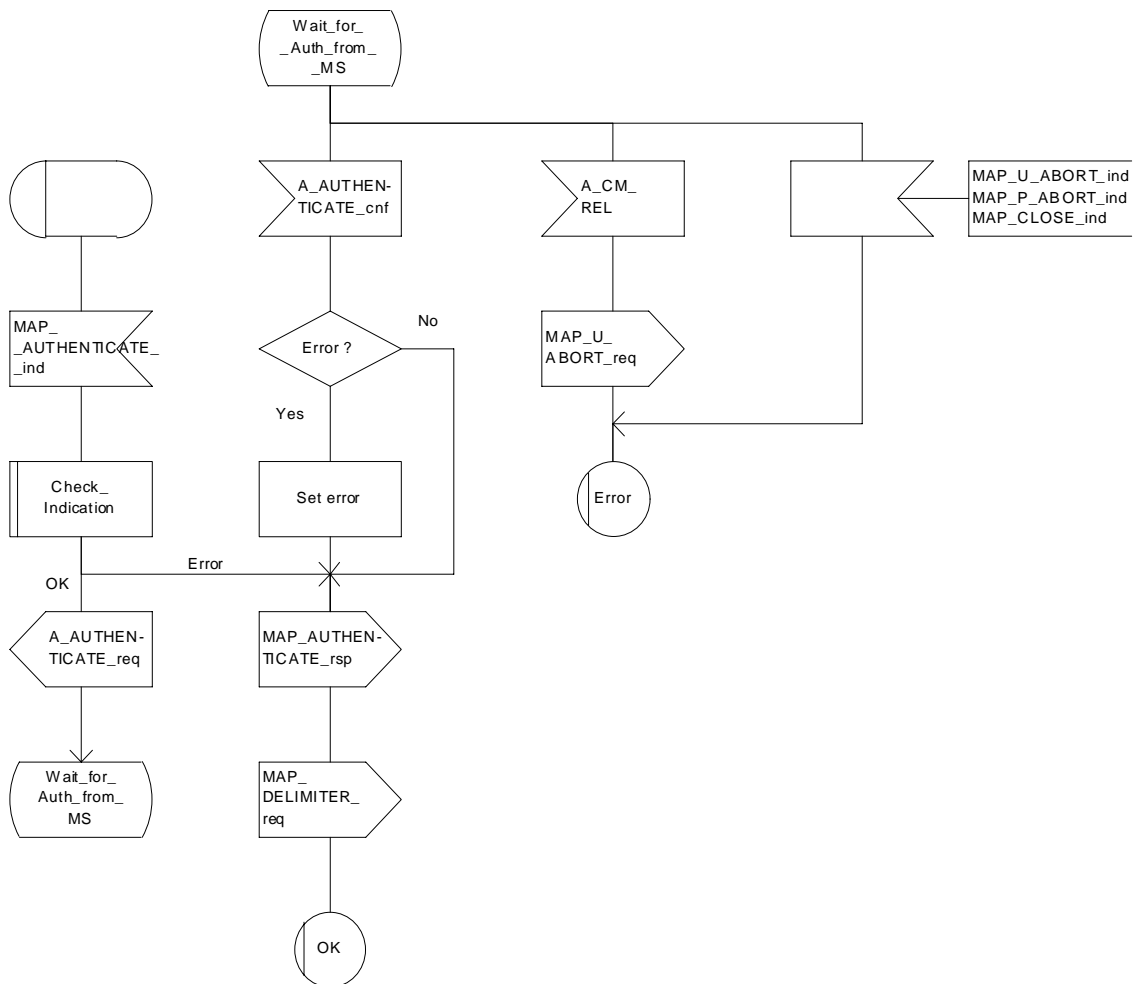 Wait_for_
_Auth_from_
_MS
A_AUTHEN-
TICATE_cnf
A_CM_
REL
MAP_U_ABORT_ind
MAP_P_ABORT_ind
MAP_CLOSE_ind
MAP_
_AUTHENTICATE_
_ind
Error ?
No
Yes
MAP_U_
ABORT_req
Check_
Indication
Set error
Error
Error
OK
A_AUTHEN-
TICATE_req
MAP_AUTHEN-
TICATE_rsp
Wait_for_
Auth_from_
MS
MAP_
DELIMITER_
req
OK